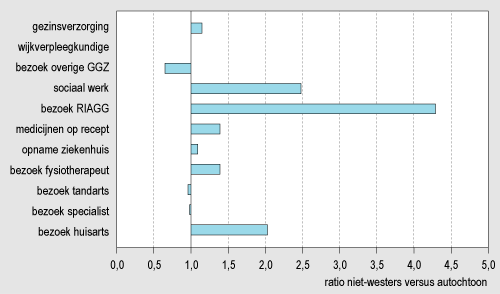 gezinsverzorging
wijkverpleegkundige
bezoek overige GGZ
sociaal werk
bezoek RIAGG
medicijnen op recept
opname ziekenhuis
bezoek fysiotherapeut
bezoek tandarts
bezoek specialist
bezoek huisarts
0,0 0,5 1,0 1,5 2,0 2,5 3,0 3,5 4,0 4,5 5,0
ratio niet-westers versus autochtoon